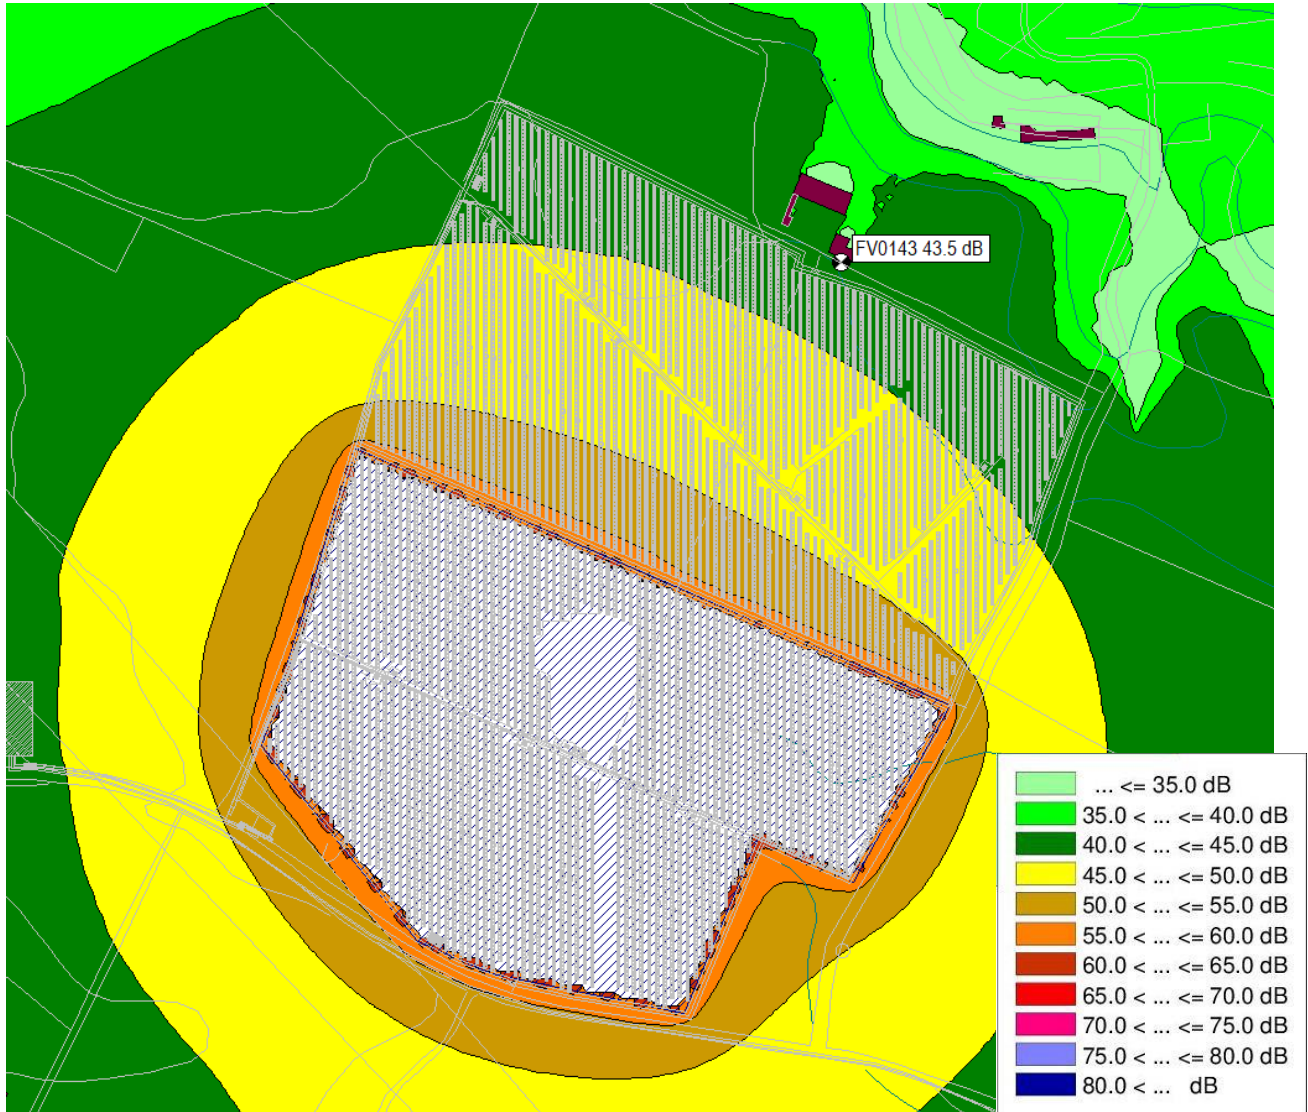 FV0143 43.5 dB
... <= 35.0 dB
35.0 < ... <= 40.0 dB
40.0 < ... <= 45.0 dB
45.0 < ... <= 50.0 dB
50.0 < ... <= 55.0 dB
55.0 < ... <= 60.0 dB
60.0 < ... <= 65.0 dB
65.0 < ... <= 70.0 dB
70.0 < ... <= 75.0 dB
75.0 < ... <= 80.0 dB
80.0 < ... dB